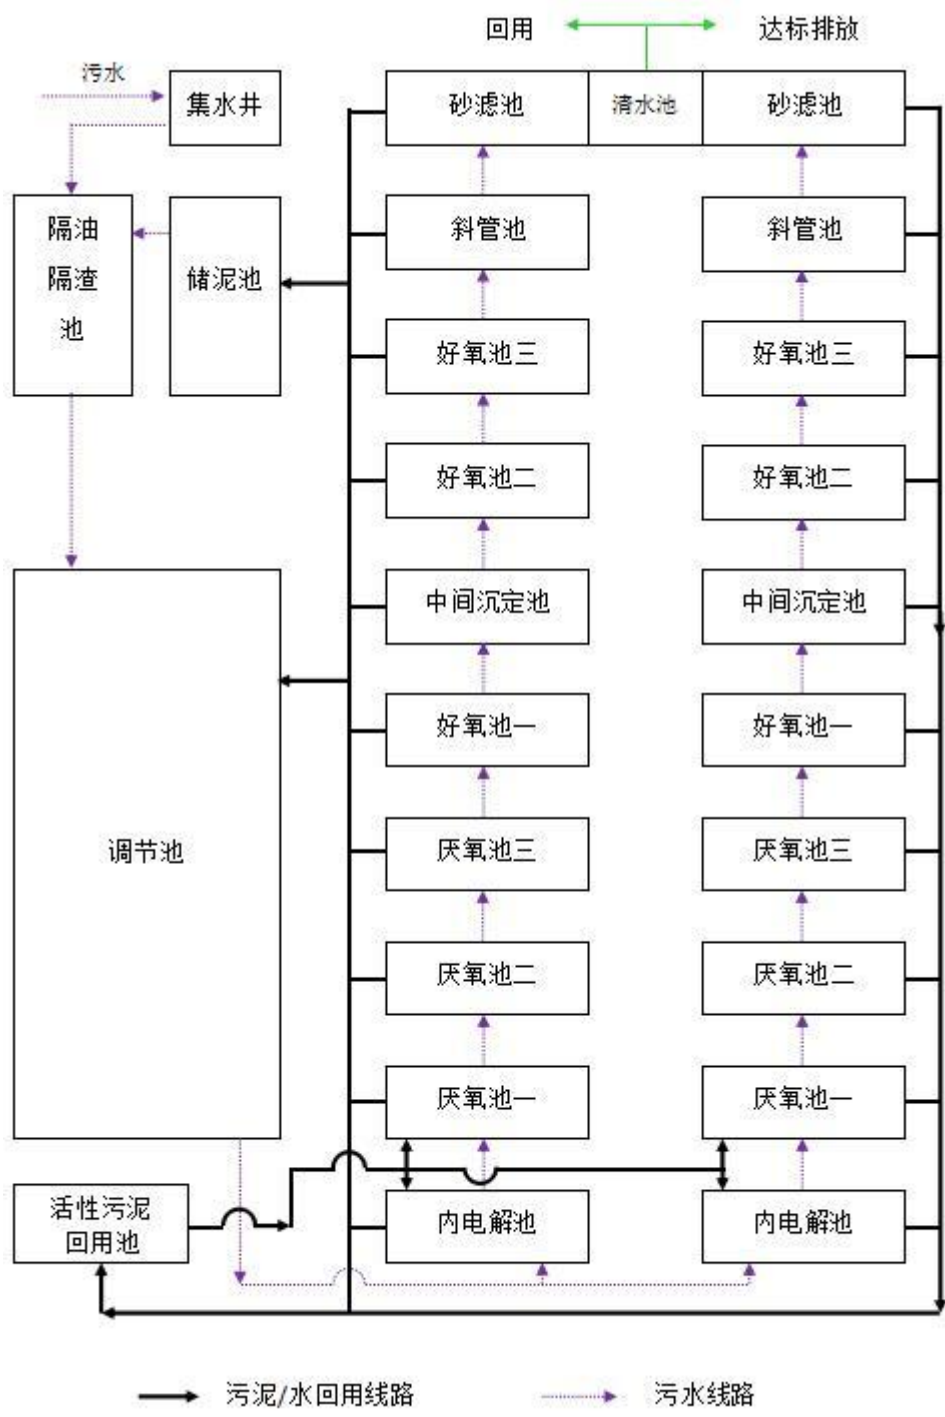 回用
达标排放
污水
集水井
砂滤池
清水池
砂滤池
隔油
隔渣
池
储泥池
斜管池
斜管池
好氧池三
好氧池三
好氧池二
好氧池二
中间沉定池
中间沉定池
好氧池一
好氧池一
调节池
厌氧池三
厌氧池三
厌氧池二
厌氧池二
厌氧池一
厌氧池一
活性污泥
回用池
内电解池
内电解池
污泥/水回用线路
污水线路